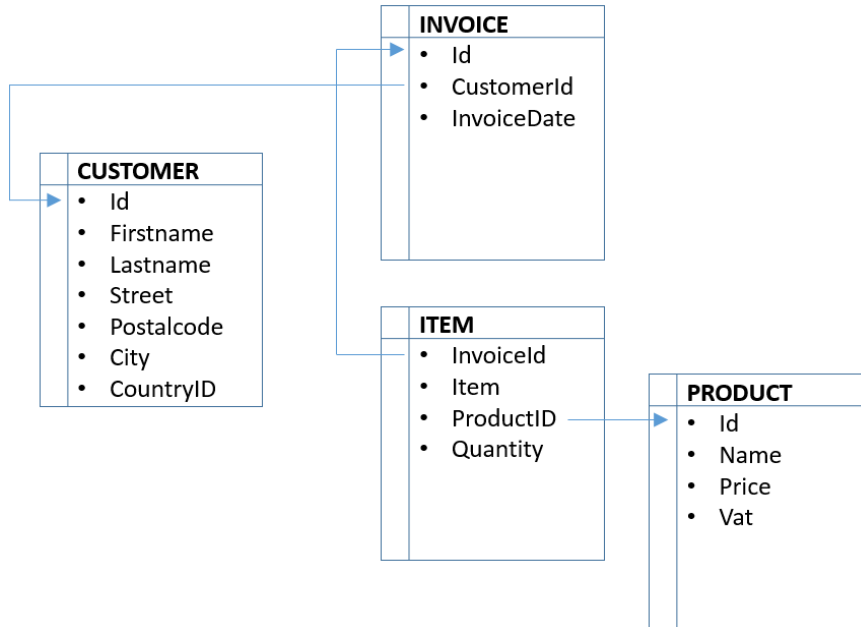 INVOICE
• Id
• CustomerId
• InvoiceDate
CUSTOMER
• Id
• Firstname
• Lastname
• Street
• Postalcode
• City
• CountryID
ITEM
• InvoiceId
• Item
• ProductID
• Quantity
PRODUCT
• Id
• Name
• Price
• Vat